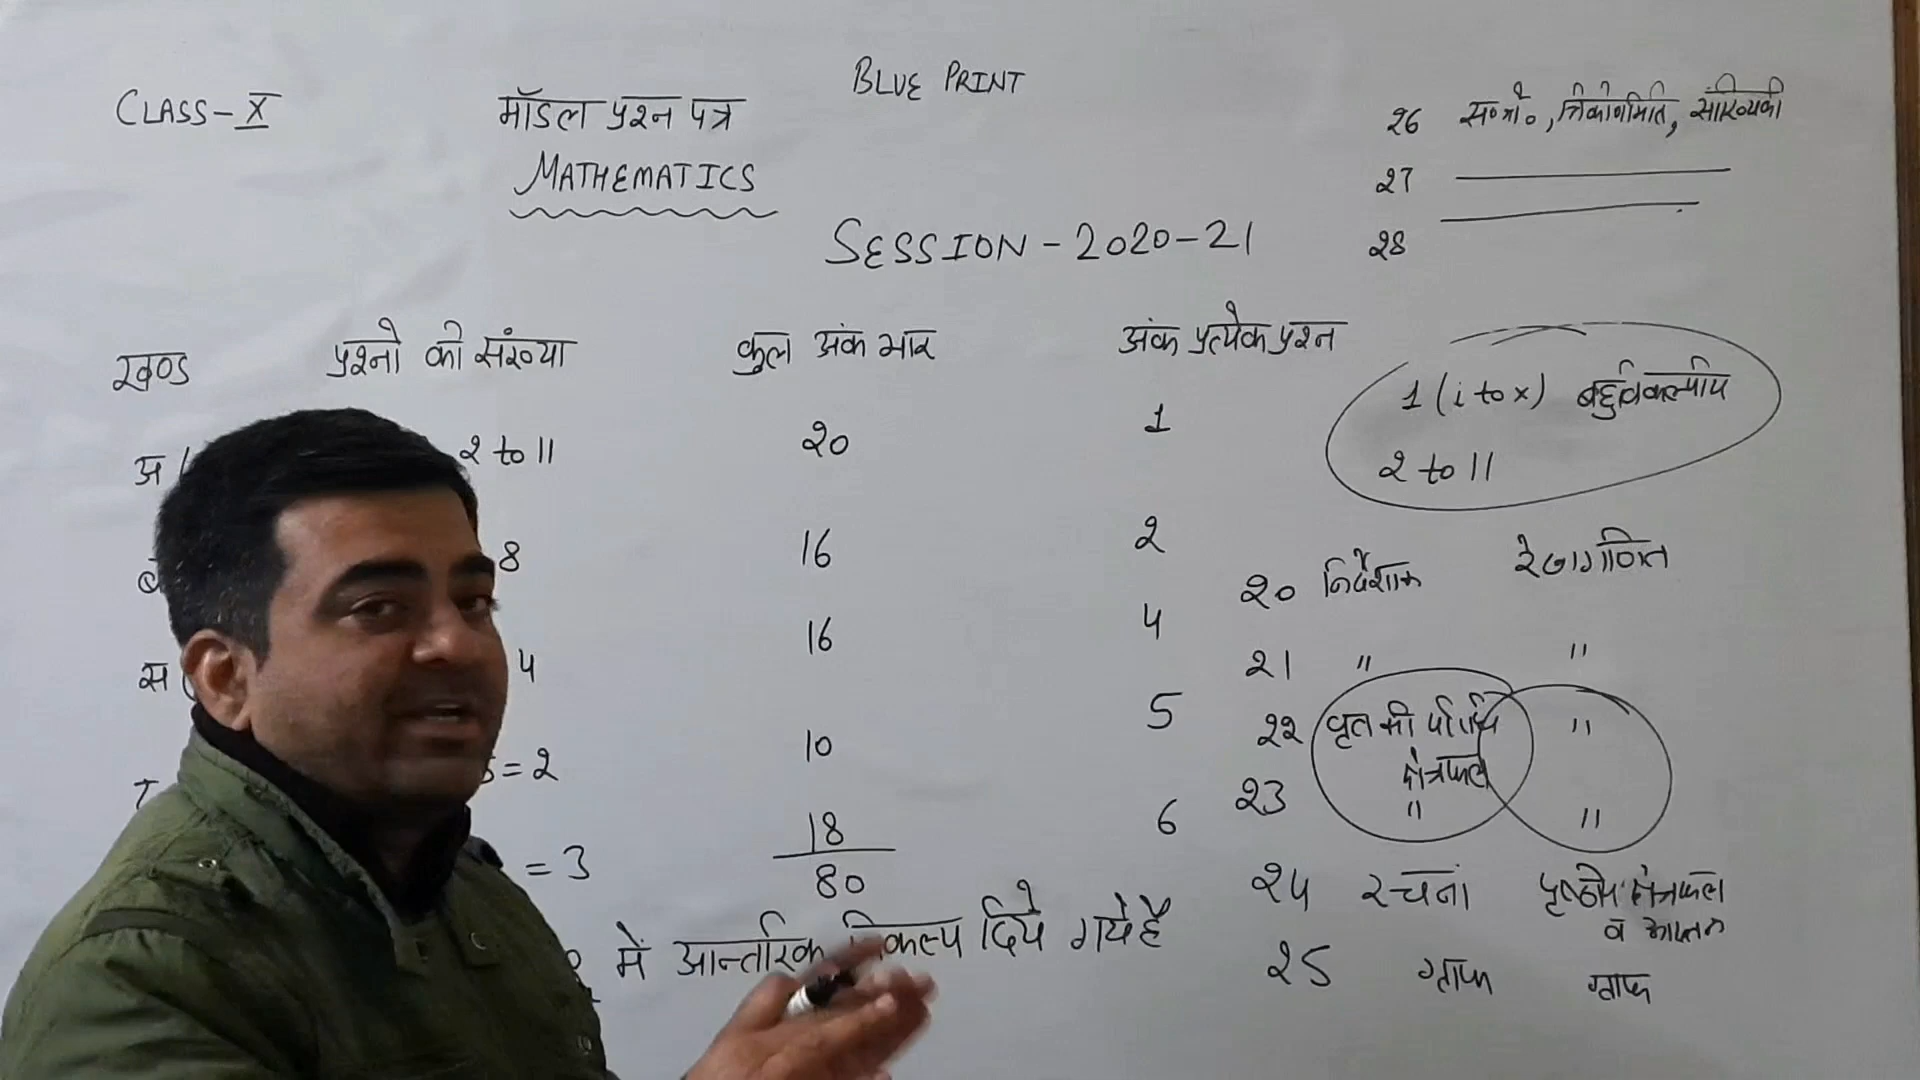 BLUE PRINT
CLASS-X
मॉडल प्रश्न पत्र
MATHEMATICS
SESSION-2020-21
26 स०श्रे०, त्रिकोणमिति, सांख्यिकी
27
28
खण्ड प्रश्नो की संख्या कुल अंक भार अंक प्रत्येक प्रश्न
अ ( 2 to 11 20 1
8 16 2
स ( 4 16 4
= 2 10 5
= 3 18 6
80
में आन्तरिक विकल्प दिये गये है
1 (i to x) बहुविकल्पीय
2 to 11
20 निर्देशांक रेखागणित
21 " "
22 वृत की परिधि "
क्षेत्रफल
23 " "
24 रचना पृष्ठीय क्षेत्रफल
व आयतन
25 ग्राफ ग्राफ